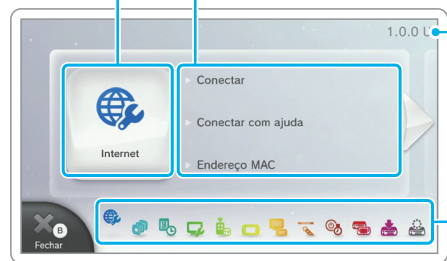 1.0.0 U
Conectar
Conectar com ajuda
Internet
Endereço MAC
B
Fechar